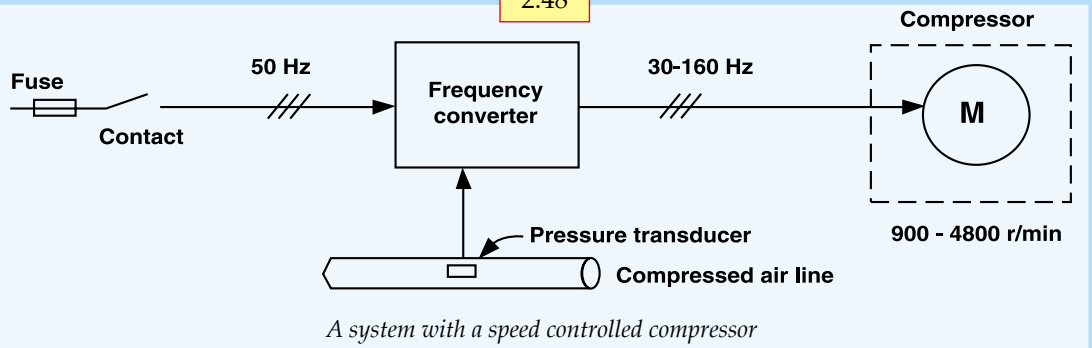 2:48
Compressor
Fuse
50 Hz
30-160 Hz
Frequency
converter
M
Contact
Pressure transducer
900 - 4800 r/min
Compressed air line
A system with a speed controlled compressor